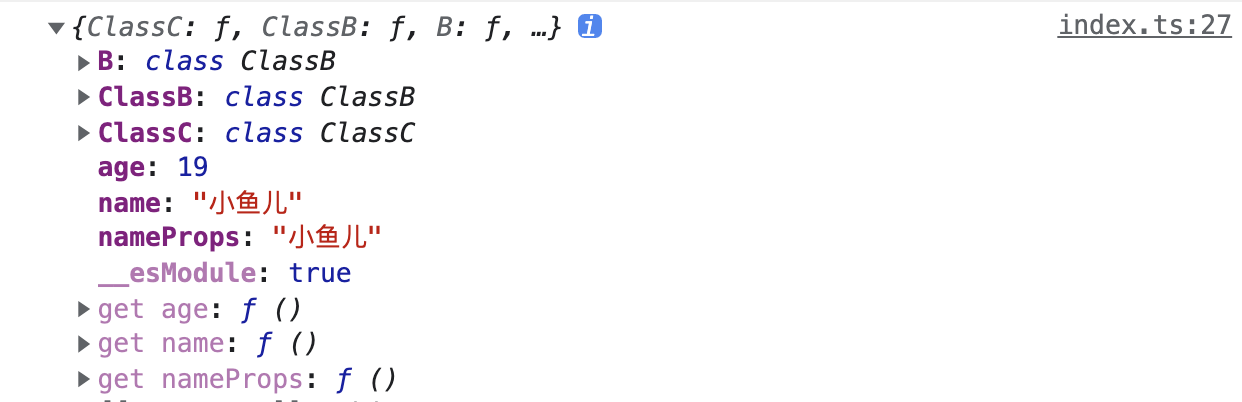 {ClassC: ƒ, ClassB: ƒ, B: ƒ, …} i index.ts:27
B: class ClassB
ClassB: class ClassB
ClassC: class ClassC
age: 19
name: "小鱼儿"
nameProps: "小鱼儿"
__esModule: true
get age: ƒ ()
get name: ƒ ()
get nameProps: ƒ ()